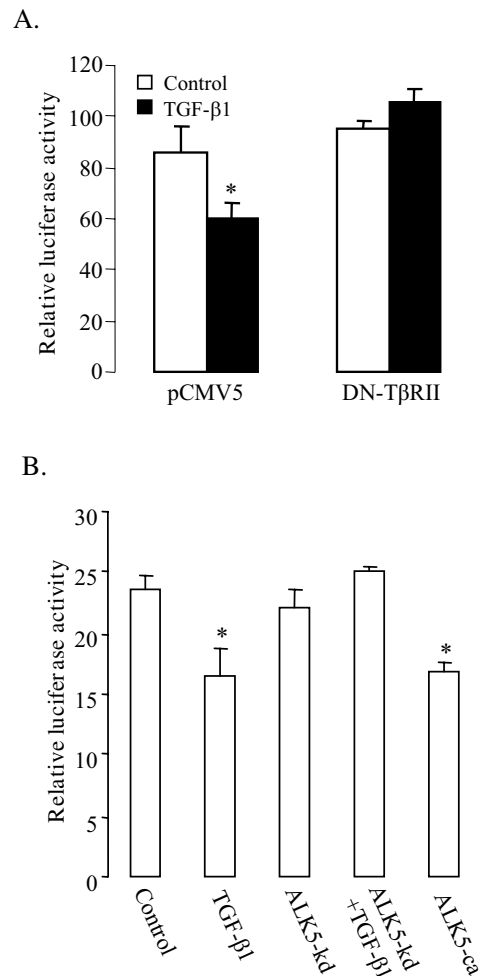 A.
Relative luciferase activity
120
100
80
60
40
20
0
Control
TGF-β1
*
pCMV5
DN-TβRII
B.
Relative luciferase activity
30
25
20
15
10
5
0
*
*
Control
TGF-β1
ALK5-kd
ALK5-kd
+TGF-β1
ALK5-ca